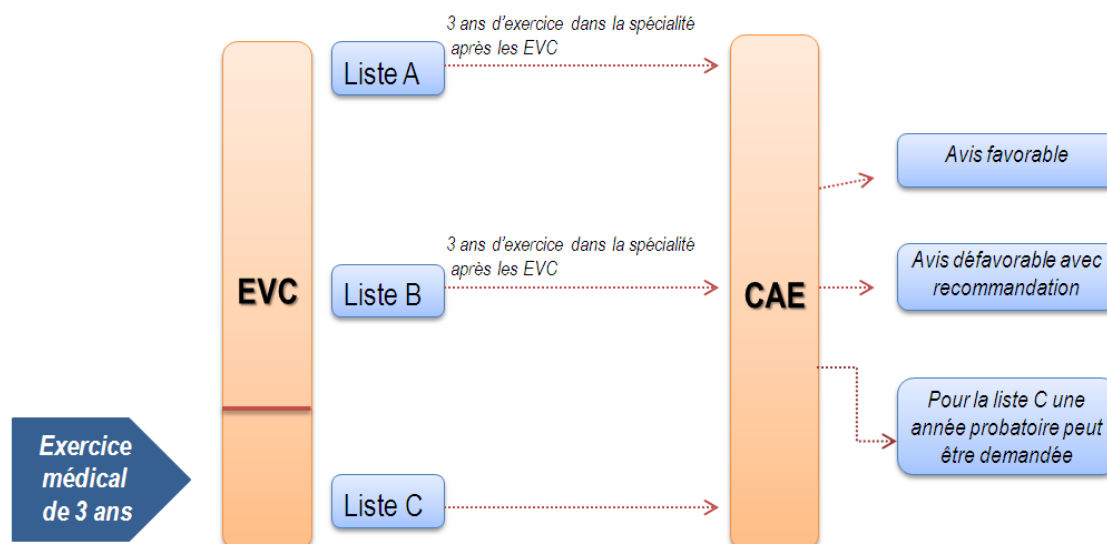 3 ans d'exercice dans la spécialité
après les EVC
Liste A
Avis favorable
3 ans d'exercice dans la spécialité
après les EVC
EVC
Liste B
CAE
Avis défavorable avec
recommandation
Pour la liste C une
année probatoire peut
être demandée
Exercice
médical
de 3 ans
Liste C